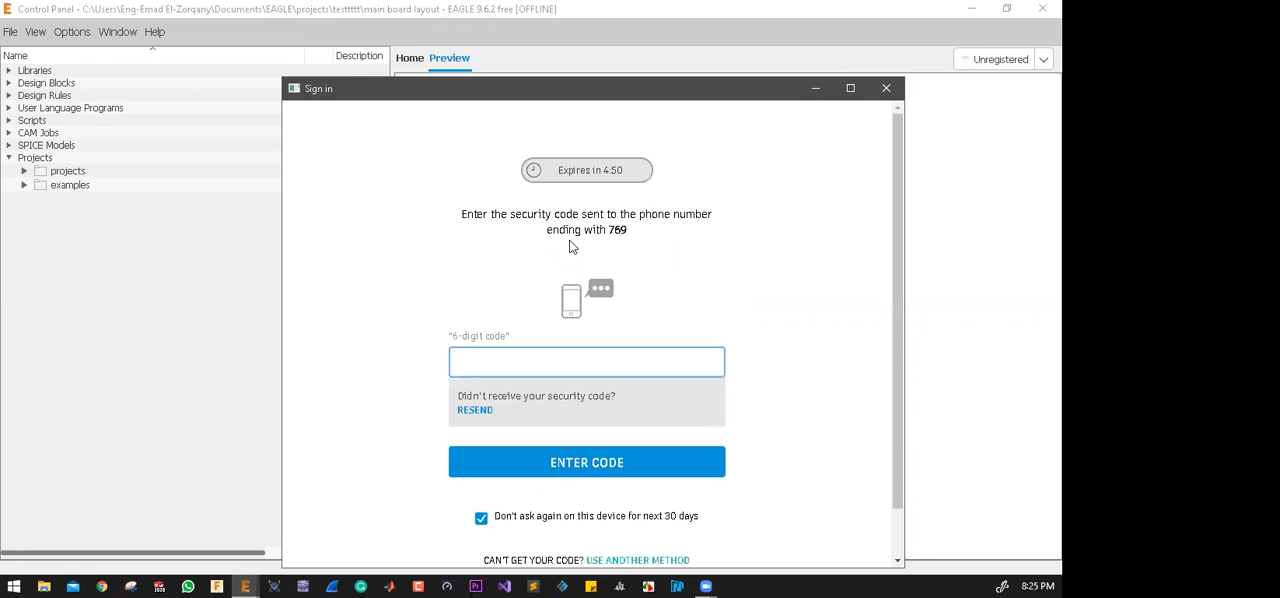 Control Panel - C:\Users\Eng-Emad El-Zorqany\Documents\EAGLE\projects\testtttt\main board layout - EAGLE 9.6.2 free [OFFLINE]
File View Options Window Help
Name Description
Home Preview
Unregistered
Libraries
Design Blocks
Design Rules
User Language Programs
Scripts
CAM Jobs
SPICE Models
Projects
projects
examples
Sign in
Expires in 4:50
Enter the security code sent to the phone number
ending with 769
"6-digit code"
Didn't receive your security code?
RESEND
ENTER CODE
Don't ask again on this device for next 30 days
CAN'T GET YOUR CODE? USE ANOTHER METHOD
8:25 PM